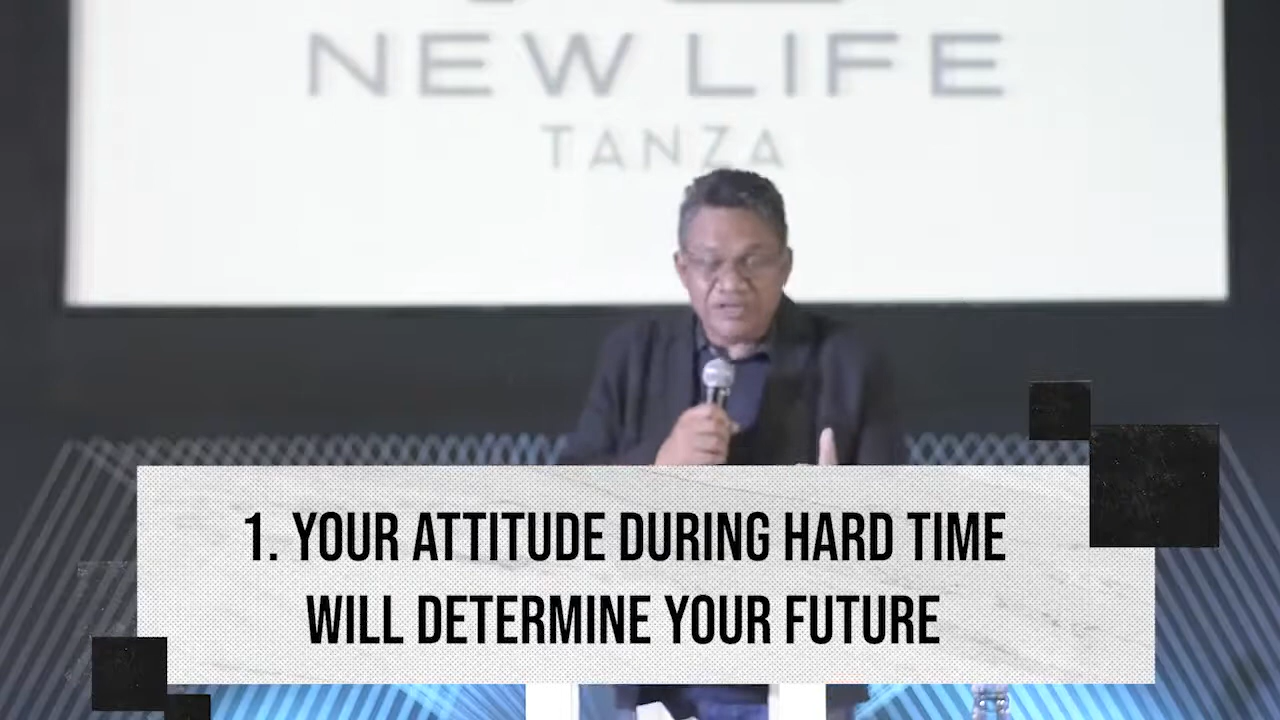 NEW LIFE
TANZA
1. YOUR ATTITUDE DURING HARD TIME
WILL DETERMINE YOUR FUTURE